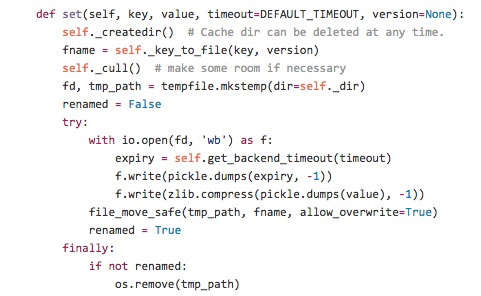 def set(self, key, value, timeout=DEFAULT_TIMEOUT, version=None):
    self._createdir()  # Cache dir can be deleted at any time.
    fname = self._key_to_file(key, version)
    self._cull()  # make some room if necessary
    fd, tmp_path = tempfile.mkstemp(dir=self._dir)
    renamed = False
    try:
        with io.open(fd, 'wb') as f:
            expiry = self.get_backend_timeout(timeout)
            f.write(pickle.dumps(expiry, -1))
            f.write(zlib.compress(pickle.dumps(value), -1))
        file_move_safe(tmp_path, fname, allow_overwrite=True)
        renamed = True
    finally:
        if not renamed:
            os.remove(tmp_path)